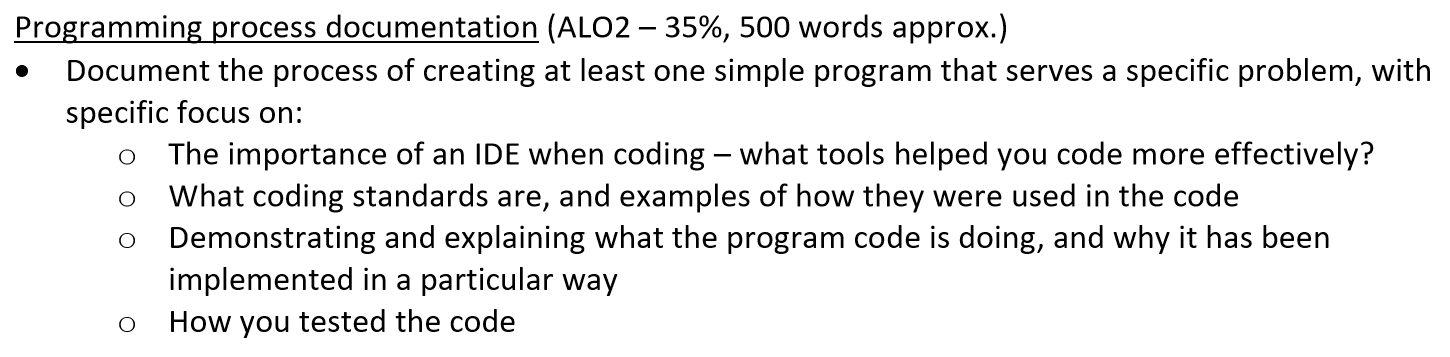 Programming process documentation (ALO2 – 35%, 500 words approx.)
• Document the process of creating at least one simple program that serves a specific problem, with
specific focus on:
o The importance of an IDE when coding – what tools helped you code more effectively?
o What coding standards are, and examples of how they were used in the code
o Demonstrating and explaining what the program code is doing, and why it has been
implemented in a particular way
o How you tested the code